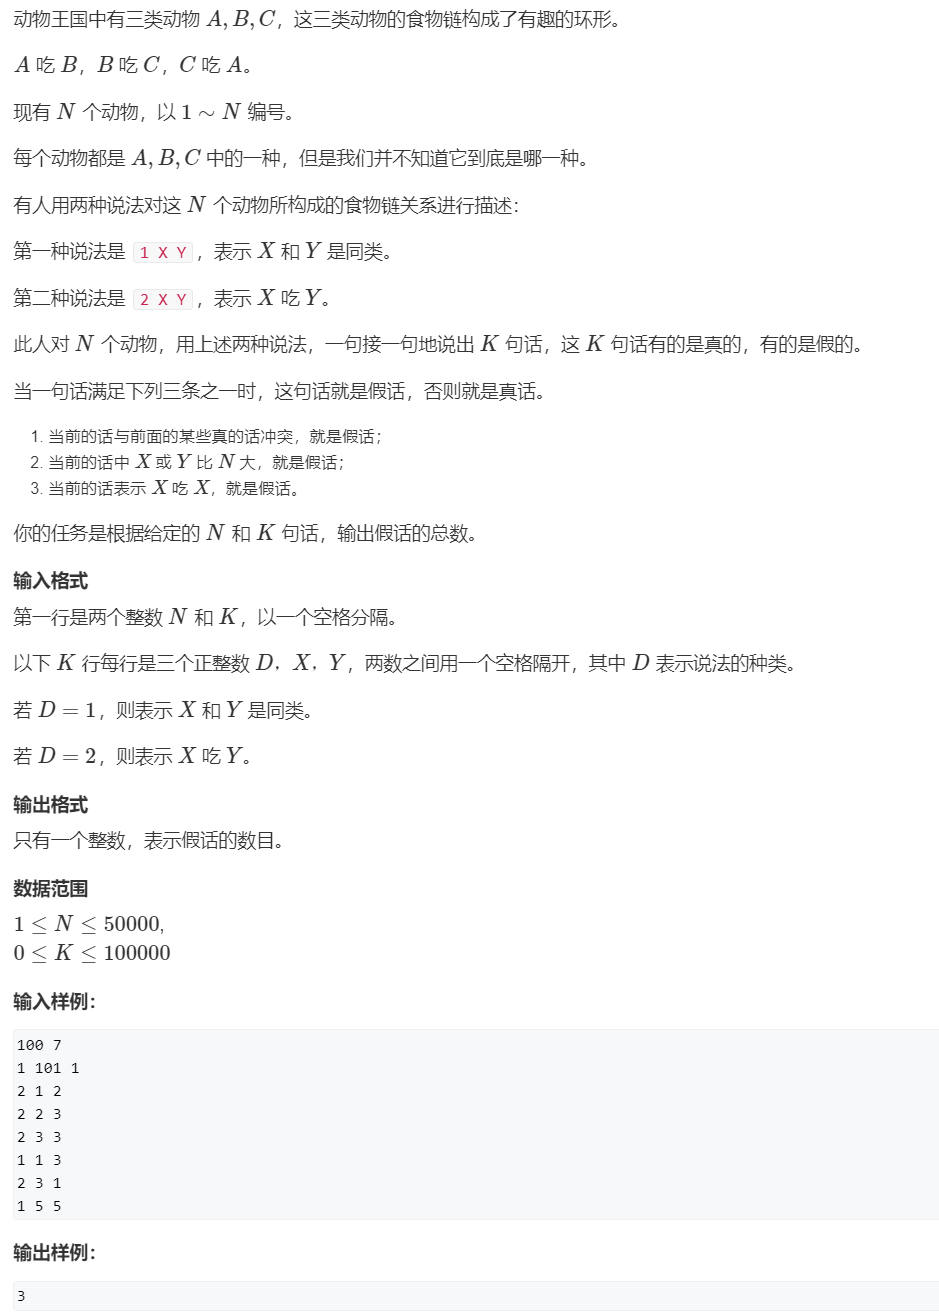 动物王国中有三类动物 A, B, C，这三类动物的食物链构成了有趣的环形。
A 吃 B，B 吃 C，C 吃 A。
现有 N 个动物，以 1 ∼ N 编号。
每个动物都是 A, B, C 中的一种，但是我们并不知道它到底是哪一种。
有人用两种说法对这 N 个动物所构成的食物链关系进行描述：
第一种说法是 1 X Y，表示 X 和 Y 是同类。
第二种说法是 2 X Y，表示 X 吃 Y。
此人对 N 个动物，用上述两种说法，一句接一句地说出 K 句话，这 K 句话有的是真的，有的是假的。
当一句话满足下列三条之一时，这句话就是假话，否则就是真话。
1. 当前的话与前面的某些真的话冲突，就是假话；
2. 当前的话中 X 或 Y 比 N 大，就是假话；
3. 当前的话表示 X 吃 X，就是假话。
你的任务是根据给定的 N 和 K 句话，输出假话的总数。
输入格式
第一行是两个整数 N 和 K，以一个空格分隔。
以下 K 行每行是三个正整数 D，X，Y，两数之间用一个空格隔开，其中 D 表示说法的种类。
若 D = 1，则表示 X 和 Y 是同类。
若 D = 2，则表示 X 吃 Y。
输出格式
只有一个整数，表示假话的数目。
数据范围
1 ≤ N ≤ 50000,
0 ≤ K ≤ 100000
输入样例：
100 7
1 101 1
2 1 2
2 2 3
2 3 3
1 1 3
2 3 1
1 5 5
输出样例：
3